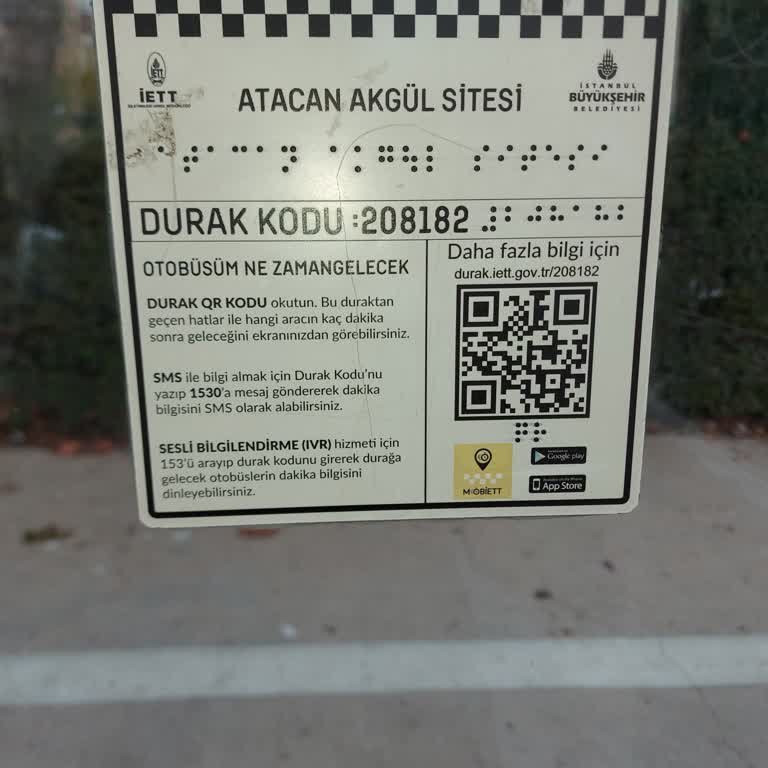 İETT
İSTANBUL
BÜYÜKŞEHİR
BELEDİYESİ
ATACAN AKGÜL SİTESİ
DURAK KODU :208182
OTOBÜSÜM NE ZAMANGELECEK
DURAK QR KODU okutun. Bu duraktan
geçen hatlar ile hangi aracın kaç dakika
sonra geleceğini ekranınızdan görebilirsiniz.
SMS ile bilgi almak için Durak Kodu'nu
yazıp 1530'a mesaj göndererek dakika
bilgisini SMS olarak alabilirsiniz.
SESLİ BİLGİLENDİRME (IVR) hizmeti için
153'ü arayıp durak kodunu girerek durağa
gelecek otobüslerin dakika bilgisini
dinleyebilirsiniz.
Daha fazla bilgi için
durak.iett.gov.tr/208182
MOBİETT
Google play
App Store